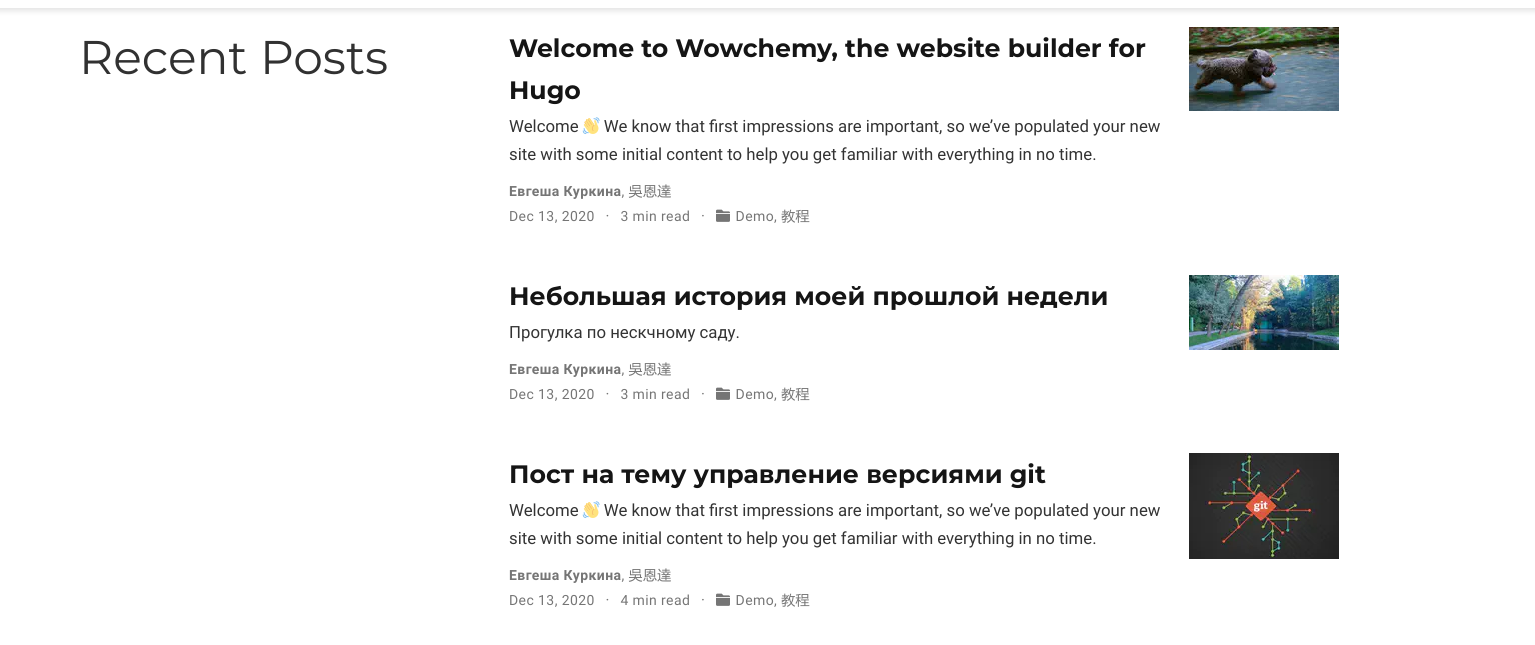 Recent Posts
Welcome to Wowchemy, the website builder for
Hugo
Welcome 👋 We know that first impressions are important, so we’ve populated your new
site with some initial content to help you get familiar with everything in no time.
Евгеша Куркина, 吳恩達
Dec 13, 2020 · 3 min read · Demo, 教程
Небольшая история моей прошлой недели
Прогулка по нескчному саду.
Евгеша Куркина, 吳恩達
Dec 13, 2020 · 3 min read · Demo, 教程
Пост на тему управление версиями git
Welcome 👋 We know that first impressions are important, so we’ve populated your new
site with some initial content to help you get familiar with everything in no time.
git
Евгеша Куркина, 吳恩達
Dec 13, 2020 · 4 min read · Demo, 教程